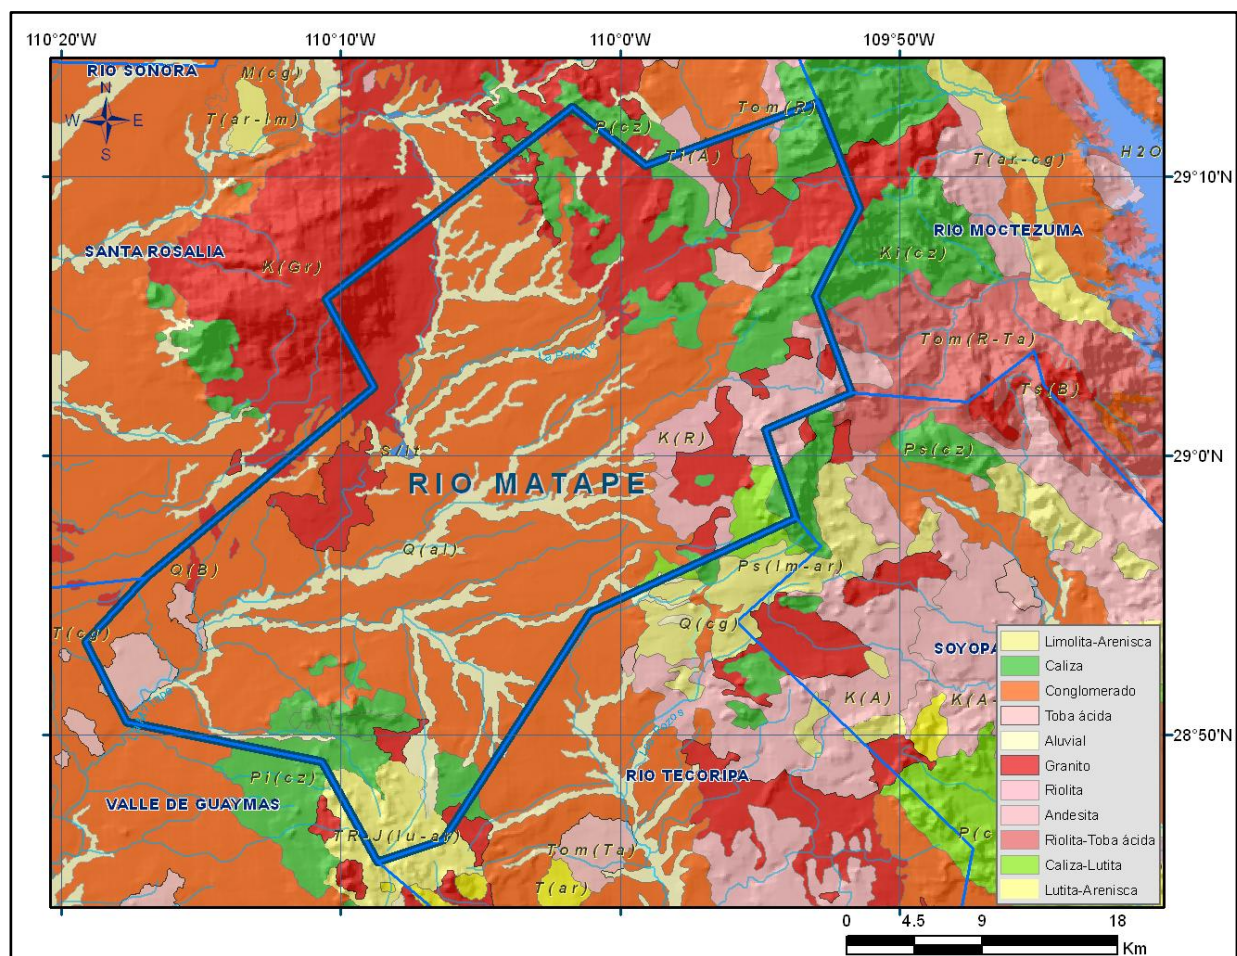 110°20'W 110°10'W 110°0'W 109°50'W
RIO SONORA
M(cg)
N
W E
S
T(ar-lm)
P(cz)
Tom(R)
Ti(A)
T(ar-cg)
H2O
29°10'N
SANTA ROSALIA
K(Gr)
RIO MOCTEZUMA
Ki(cz)
Tom(R-Ta)
Ts(B)
K(R)
Ps(cz)
S/It
29°0'N
RIO MATAPE
Q(al)
Q(B)
Ps(lm-ar)
T(cg)
Q(cg)
SOYOPA
K(A)
K(A-
28°50'N
Pi(cz)
RIO TECORIPA
VALLE DE GUAYMAS
TR-J(lu-ar)
Tom(Ta)
T(ar)
P(c
Limolita-Arenisca
Caliza
Conglomerado
Toba ácida
Aluvial
Granito
Riolita
Andesita
Riolita-Toba ácida
Caliza-Lutita
Lutita-Arenisca
0 4.5 9 18
Km